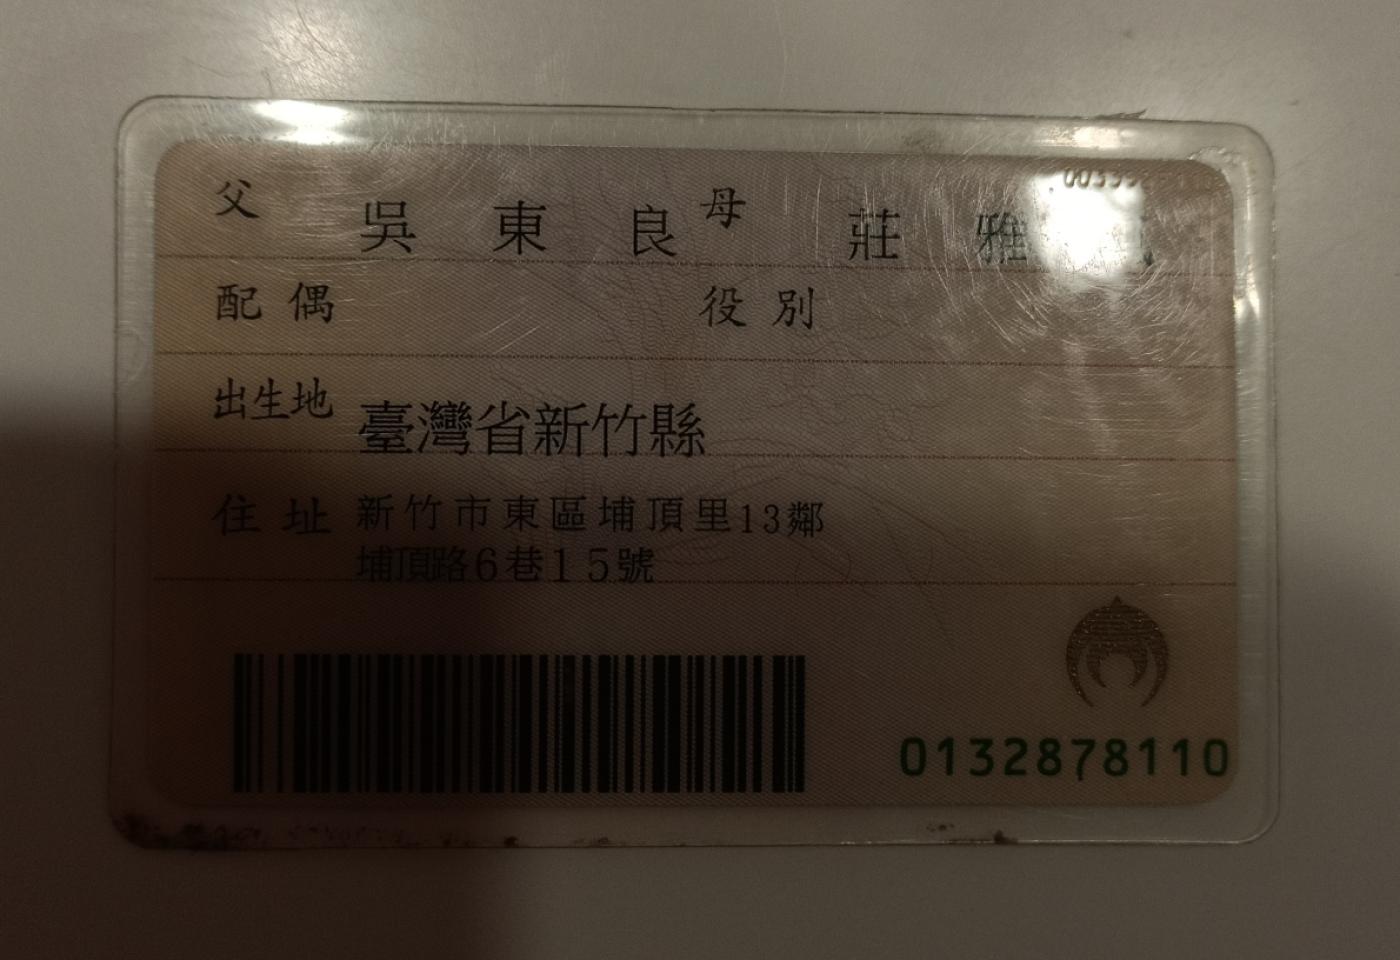 父 吳東良 母 莊雅
配偶 役別
出生地 臺灣省新竹縣
住址 新竹市東區埔頂里13鄰
埔頂路6巷15號
0132878110